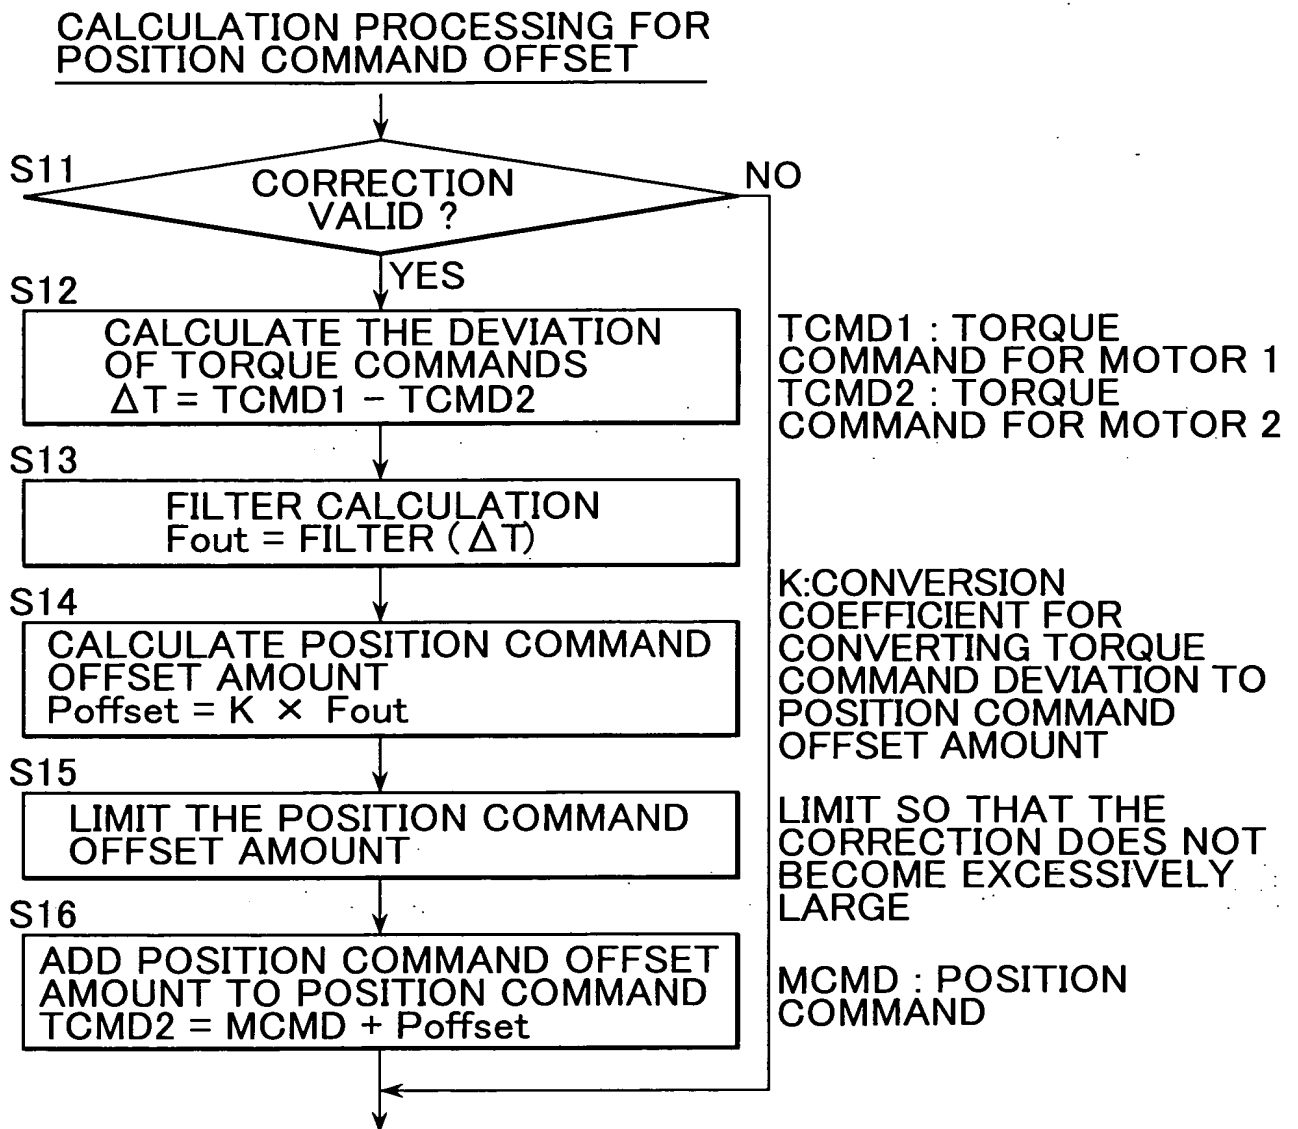 CALCULATION PROCESSING FOR
POSITION COMMAND OFFSET
S11
CORRECTION
VALID ?
NO
YES
S12
CALCULATE THE DEVIATION
OF TORQUE COMMANDS
ΔT = TCMD1 − TCMD2
TCMD1 : TORQUE
COMMAND FOR MOTOR 1
TCMD2 : TORQUE
COMMAND FOR MOTOR 2
S13
FILTER CALCULATION
Fout = FILTER (ΔT)
S14
CALCULATE POSITION COMMAND
OFFSET AMOUNT
Poffset = K × Fout
K:CONVERSION
COEFFICIENT FOR
CONVERTING TORQUE
COMMAND DEVIATION TO
POSITION COMMAND
OFFSET AMOUNT
S15
LIMIT THE POSITION COMMAND
OFFSET AMOUNT
LIMIT SO THAT THE
CORRECTION DOES NOT
BECOME EXCESSIVELY
LARGE
S16
ADD POSITION COMMAND OFFSET
AMOUNT TO POSITION COMMAND
TCMD2 = MCMD + Poffset
MCMD : POSITION
COMMAND